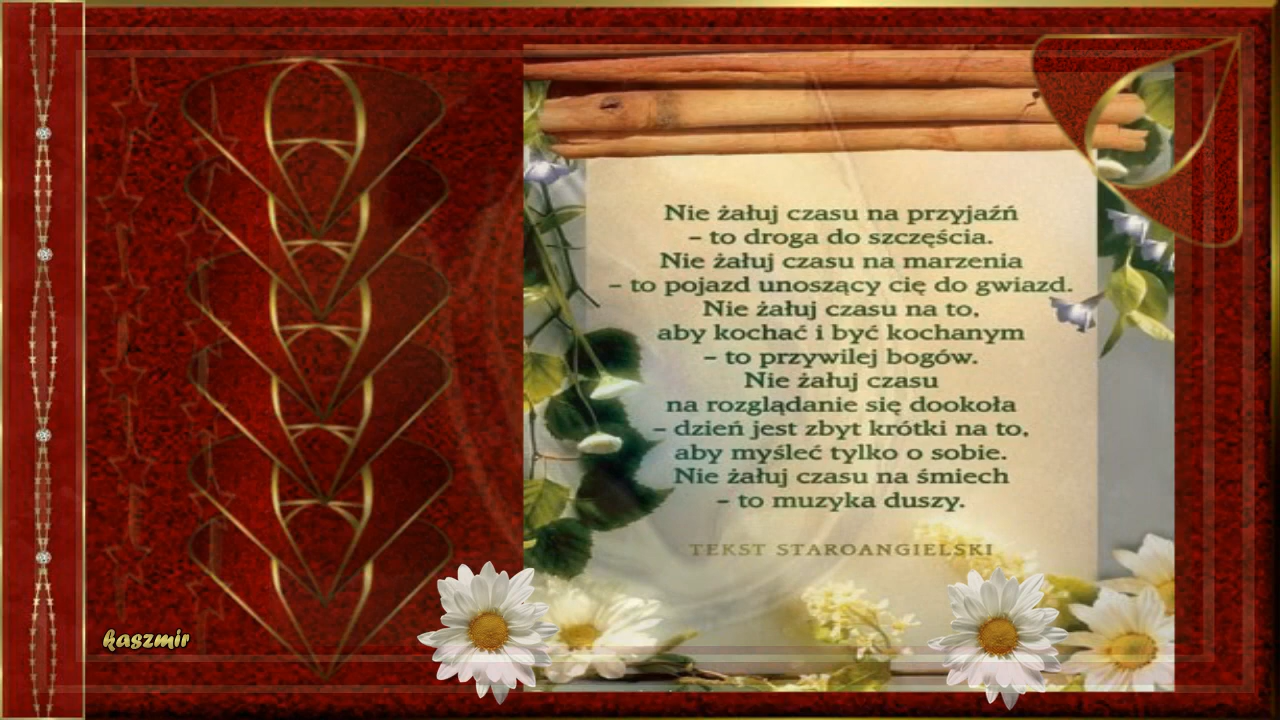 Nie żałuj czasu na przyjaźń
– to droga do szczęścia.
Nie żałuj czasu na marzenia
– to pojazd unoszący cię do gwiazd.
Nie żałuj czasu na to,
aby kochać i być kochanym
– to przywilej bogów.
Nie żałuj czasu
na rozglądanie się dookoła
– dzień jest zbyt krótki na to,
aby myśleć tylko o sobie.
Nie żałuj czasu na śmiech
– to muzyka duszy.
TEKST STAROANGIELSKI
kaszmir